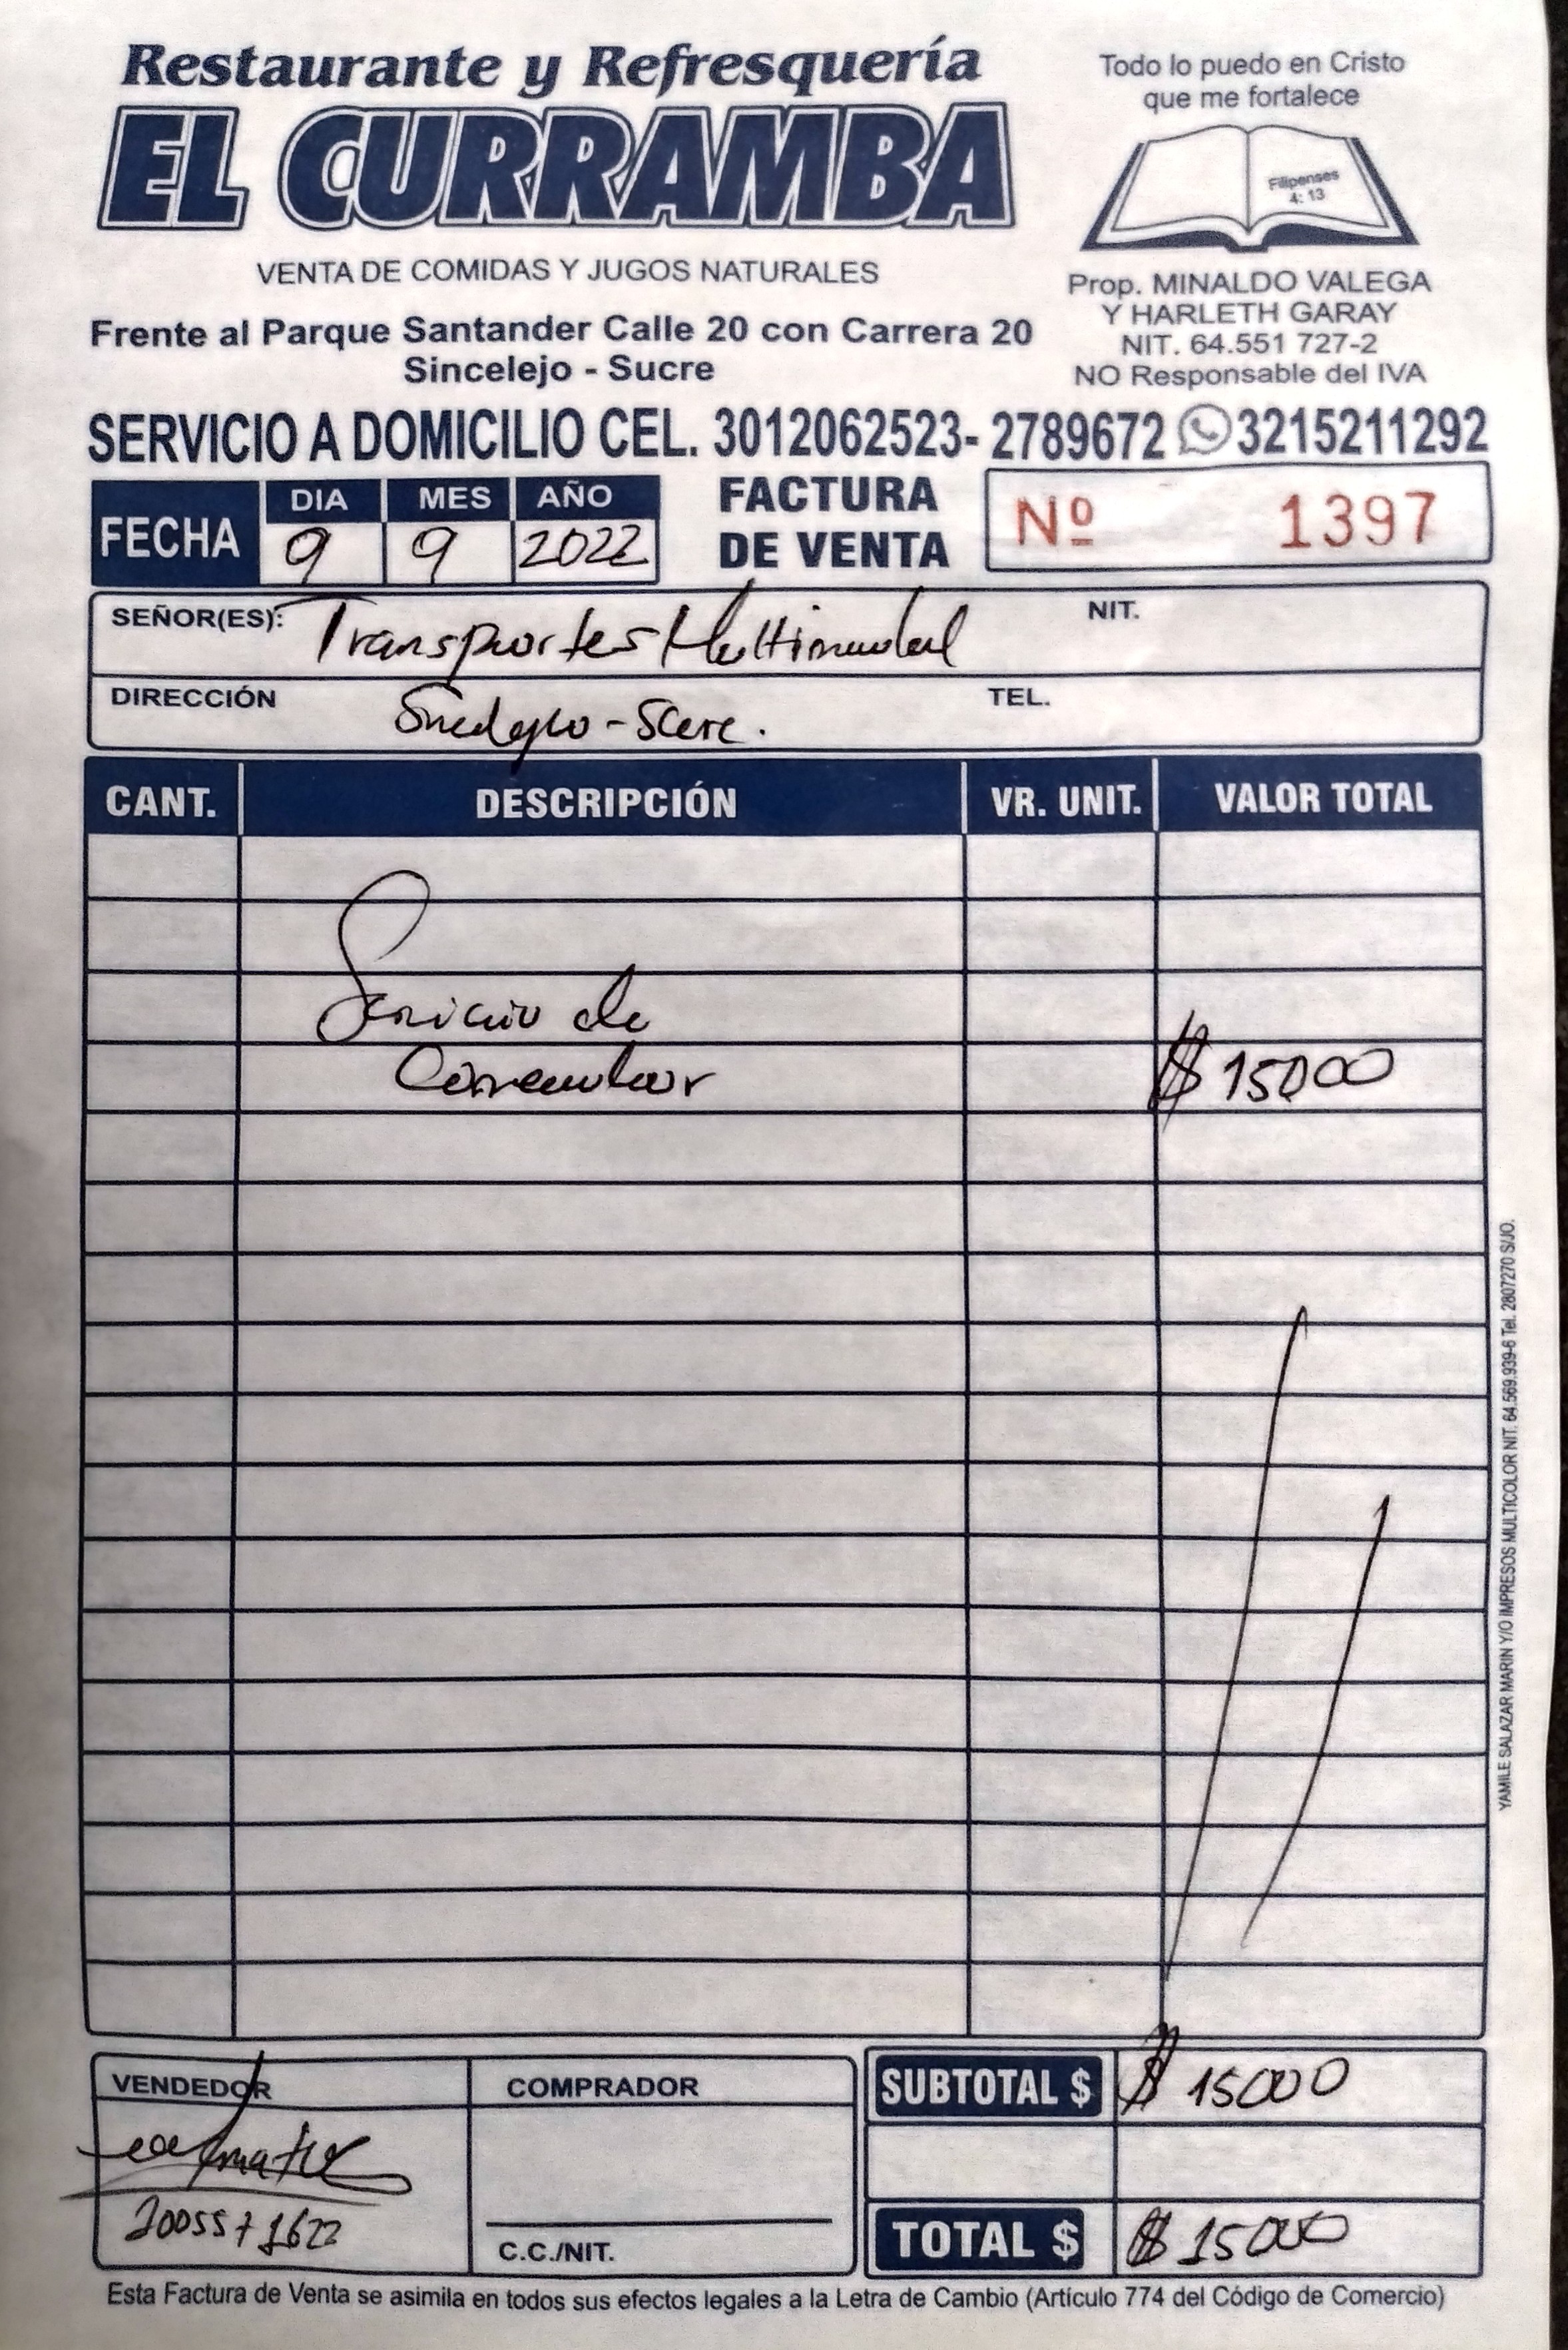 Restaurante y Refresquería
EL CURRAMBA
VENTA DE COMIDAS Y JUGOS NATURALES
Frente al Parque Santander Calle 20 con Carrera 20
Sincelejo - Sucre
Todo lo puedo en Cristo
que me fortalece
Filipenses
4: 13
Prop. MINALDO VALEGA
Y HARLETH GARAY
NIT. 64.551 727-2
NO Responsable del IVA
SERVICIO A DOMICILIO CEL. 3012062523- 2789672 3215211292
FECHA DIA MES AÑO
9 9 2022
FACTURA
DE VENTA
Nº 1397
SEÑOR(ES): Transportes Multimodal NIT.
DIRECCIÓN Sincelejo - Sucre. TEL.
CANT. DESCRIPCIÓN VR. UNIT. VALOR TOTAL
Servicio de
Comedor $ 15000
YAMILE SALAZAR MARIN Y/O IMPRESOS MULTICOLOR NIT. 64.569.939-6 Tel. 2807270 S/JO.
VENDEDOR COMPRADOR
C.C./NIT.
SUBTOTAL $ $ 15000
TOTAL $ $ 15000
Esta Factura de Venta se asimila en todos sus efectos legales a la Letra de Cambio (Artículo 774 del Código de Comercio)